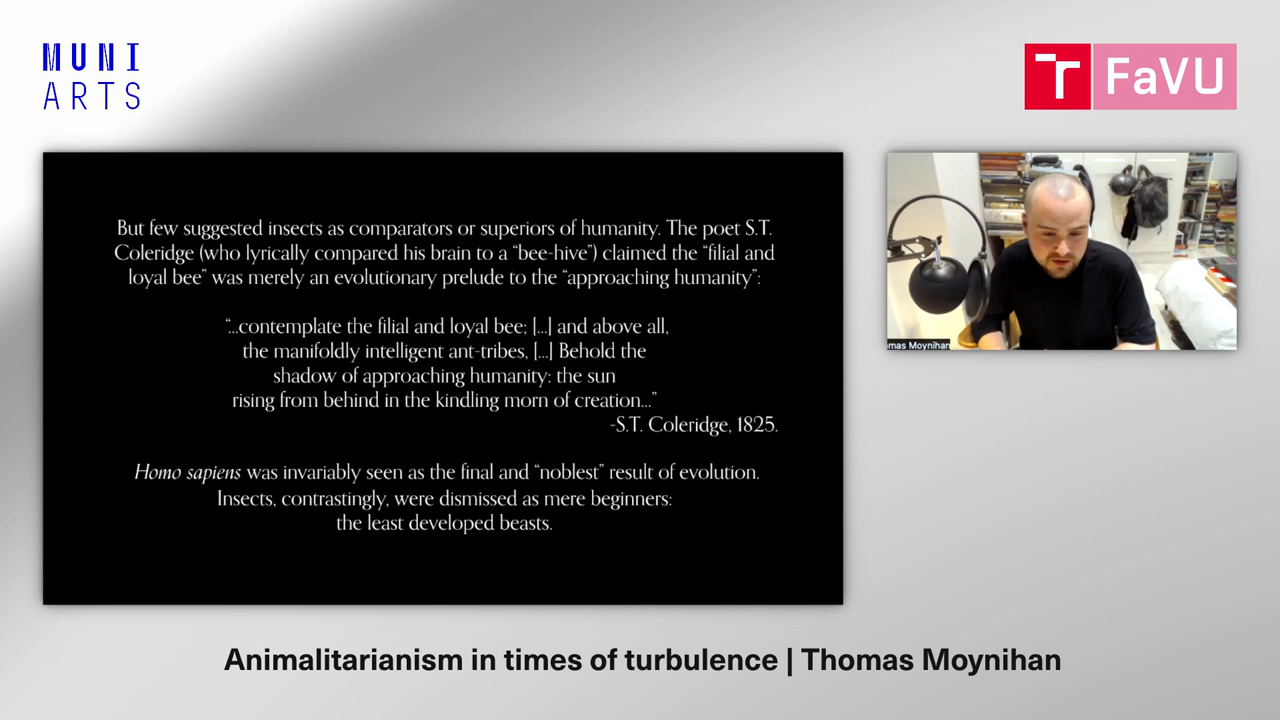 MUNI
ARTS
FaVU
But few suggested insects as comparators or superiors of humanity. The poet S.T.
Coleridge (who lyrically compared his brain to a “bee-hive”) claimed the “filial and
loyal bee” was merely an evolutionary prelude to the “approaching humanity”:
“...contemplate the filial and loyal bee; [...] and above all,
the manifoldly intelligent ant-tribes, [...] Behold the
shadow of approaching humanity: the sun
rising from behind in the kindling morn of creation...”
-S.T. Coleridge, 1825.
Homo sapiens was invariably seen as the final and “noblest” result of evolution.
Insects, contrastingly, were dismissed as mere beginners:
the least developed beasts.
mas Moynihan
Animalitarianism in times of turbulence | Thomas Moynihan